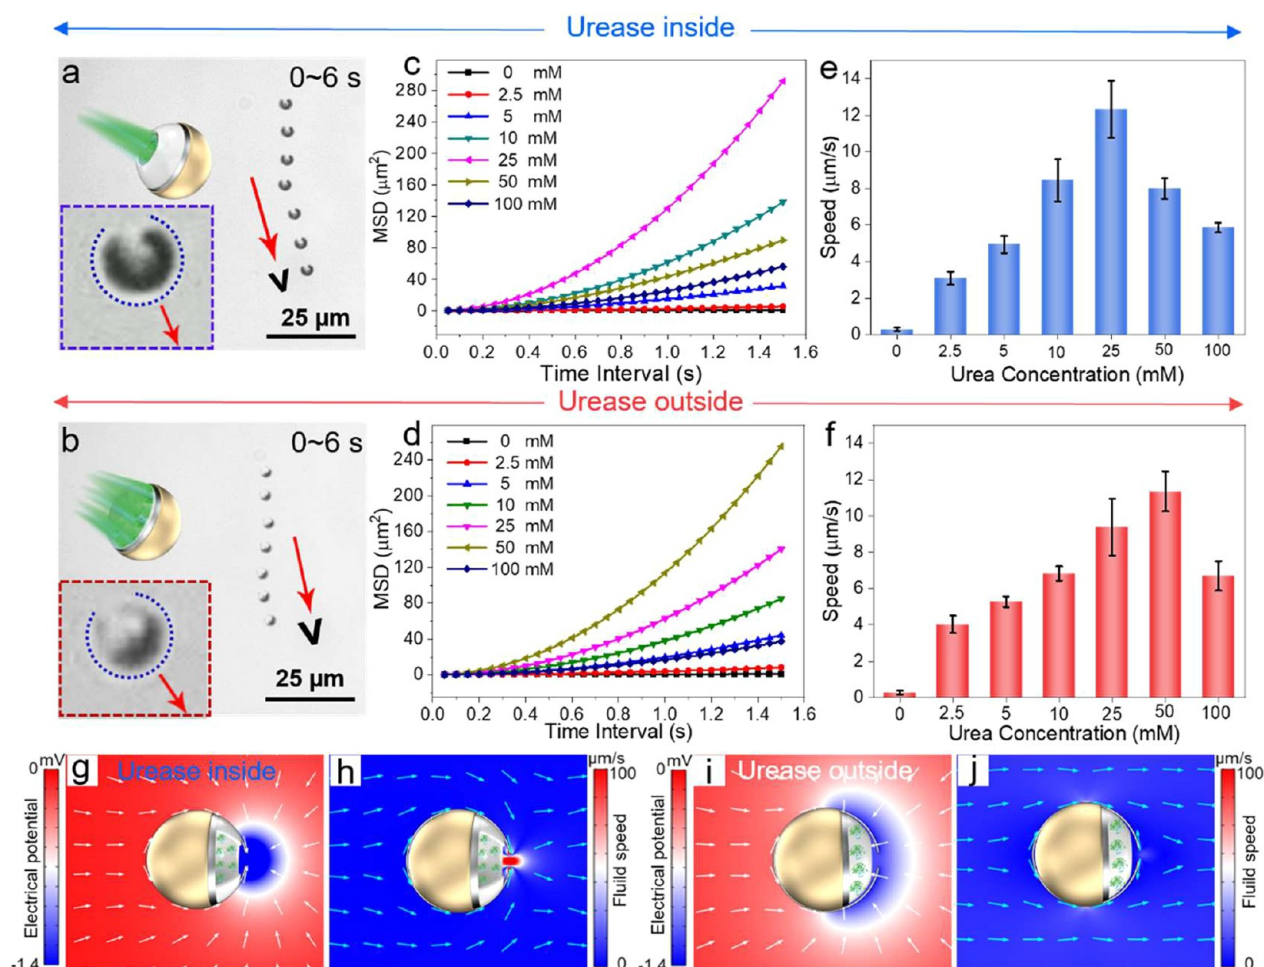 Urease inside
a
0~6 s
V
25 μm
c
0 mM
2.5 mM
5 mM
10 mM
25 mM
50 mM
100 mM
MSD (μm²)
280
240
200
160
120
80
40
0
0.0 0.2 0.4 0.6 0.8 1.0 1.2 1.4 1.6
Time Interval (s)
e
Speed (μm/s)
14
12
10
8
6
4
2
0
0 2.5 5 10 25 50 100
Urea Concentration (mM)
Urease outside
b
0~6 s
V
25 μm
d
0 mM
2.5 mM
5 mM
10 mM
25 mM
50 mM
100 mM
MSD (μm²)
240
200
160
120
80
40
0
0.0 0.2 0.4 0.6 0.8 1.0 1.2 1.4 1.6
Time Interval (s)
f
Speed (μm/s)
14
12
10
8
6
4
2
0
0 2.5 5 10 25 50 100
Urea Concentration (mM)
mV
0
Electrical potential
-1.4
g
Urease inside
h
μm/s
100
Fluild speed
0
mV
0
Electrical potential
-1.4
i
Urease outside
j
μm/s
100
Fluild speed
0